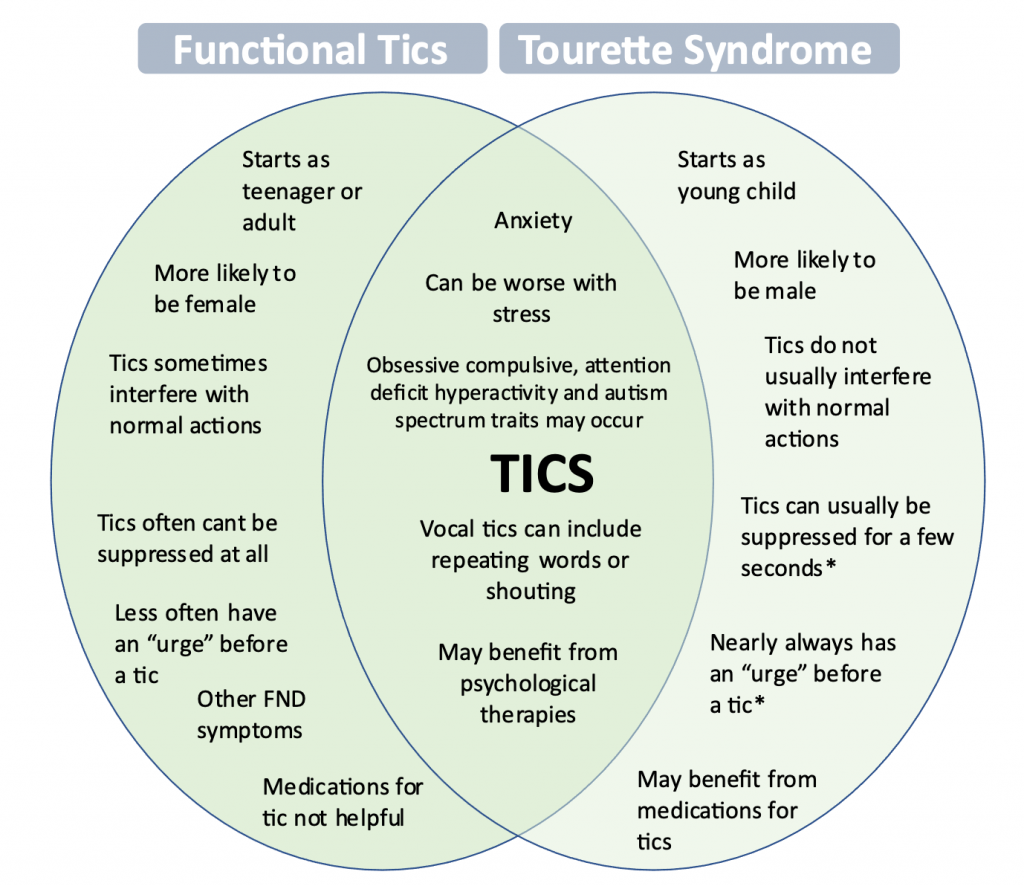 Functional Tics
Tourette Syndrome
Starts as
teenager or
adult
More likely to
be female
Tics sometimes
interfere with
normal actions
Tics often cant be
suppressed at all
Less often have
an “urge” before
a tic
Other FND
symptoms
Medications for
tic not helpful
Anxiety
Can be worse with
stress
Obsessive compulsive, attention
deficit hyperactivity and autism
spectrum traits may occur
TICS
Vocal tics can include
repeating words or
shouting
May benefit from
psychological
therapies
Starts as
young child
More likely to
be male
Tics do not
usually interfere
with normal
actions
Tics can usually be
suppressed for a few
seconds*
Nearly always has
an “urge” before
a tic*
May benefit from
medications for
tics